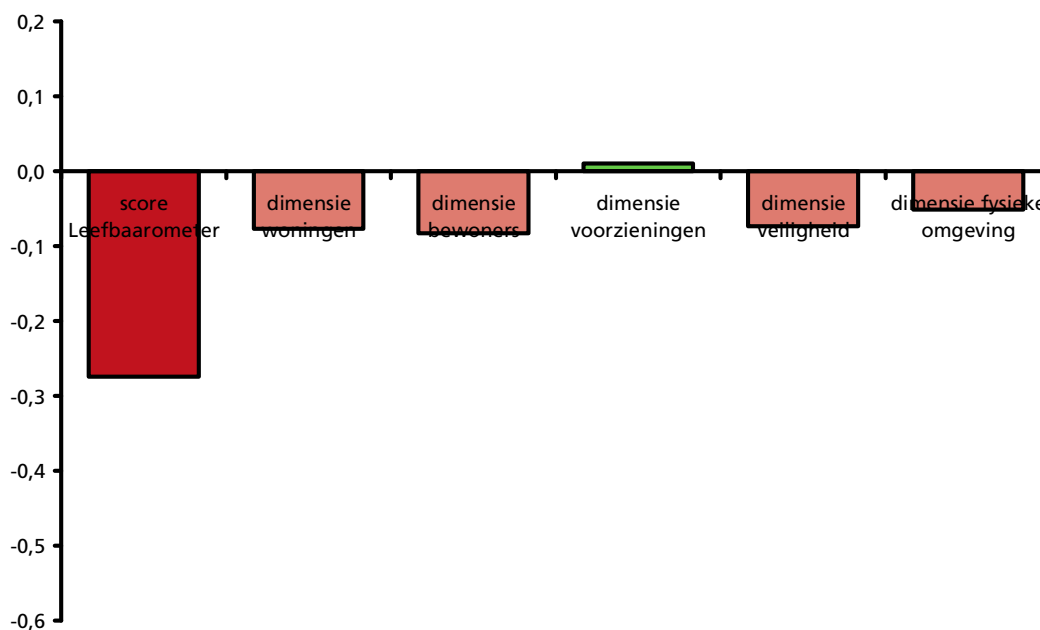 0,2
0,1
0,0
-0,1
-0,2
-0,3
-0,4
-0,5
-0,6
score
Leefbaarometer
dimensie
woningen
dimensie
bewoners
dimensie
voorzieningen
dimensie
veiligheid
dimensie fysieke
omgeving